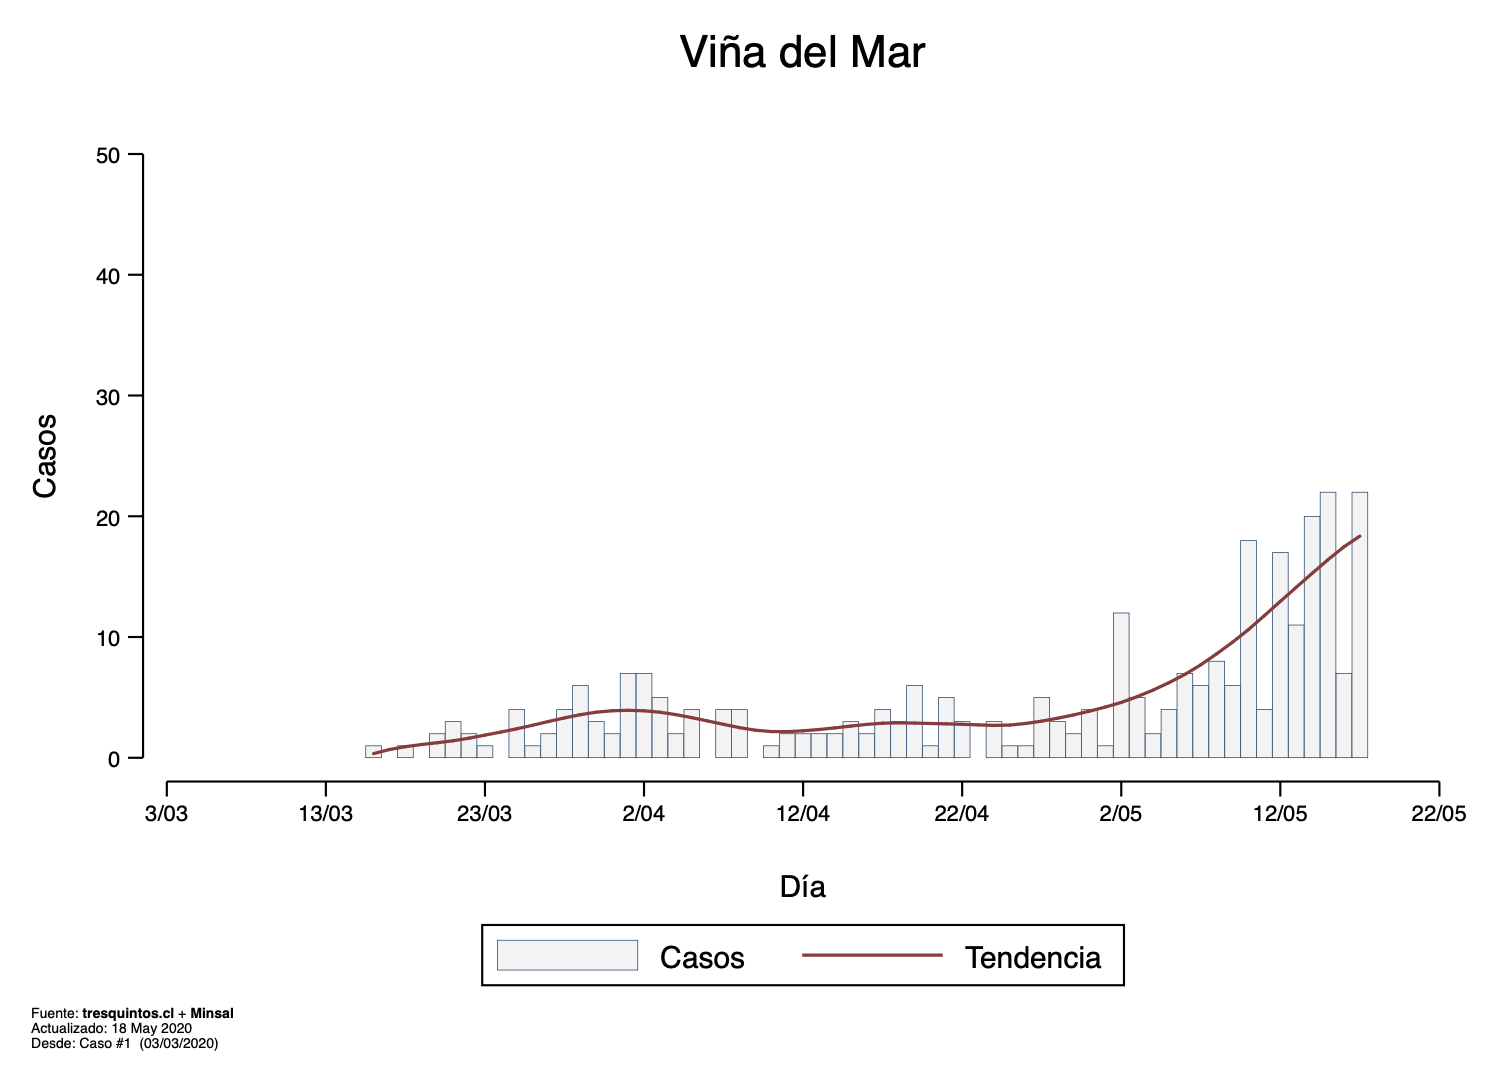 Viña del Mar
50
40
30
20
10
0
Casos
3/03 13/03 23/03 2/04 12/04 22/04 2/05 12/05 22/05
Día
Casos Tendencia
Fuente: tresquintos.cl + Minsal
Actualizado: 18 May 2020
Desde: Caso #1 (03/03/2020)